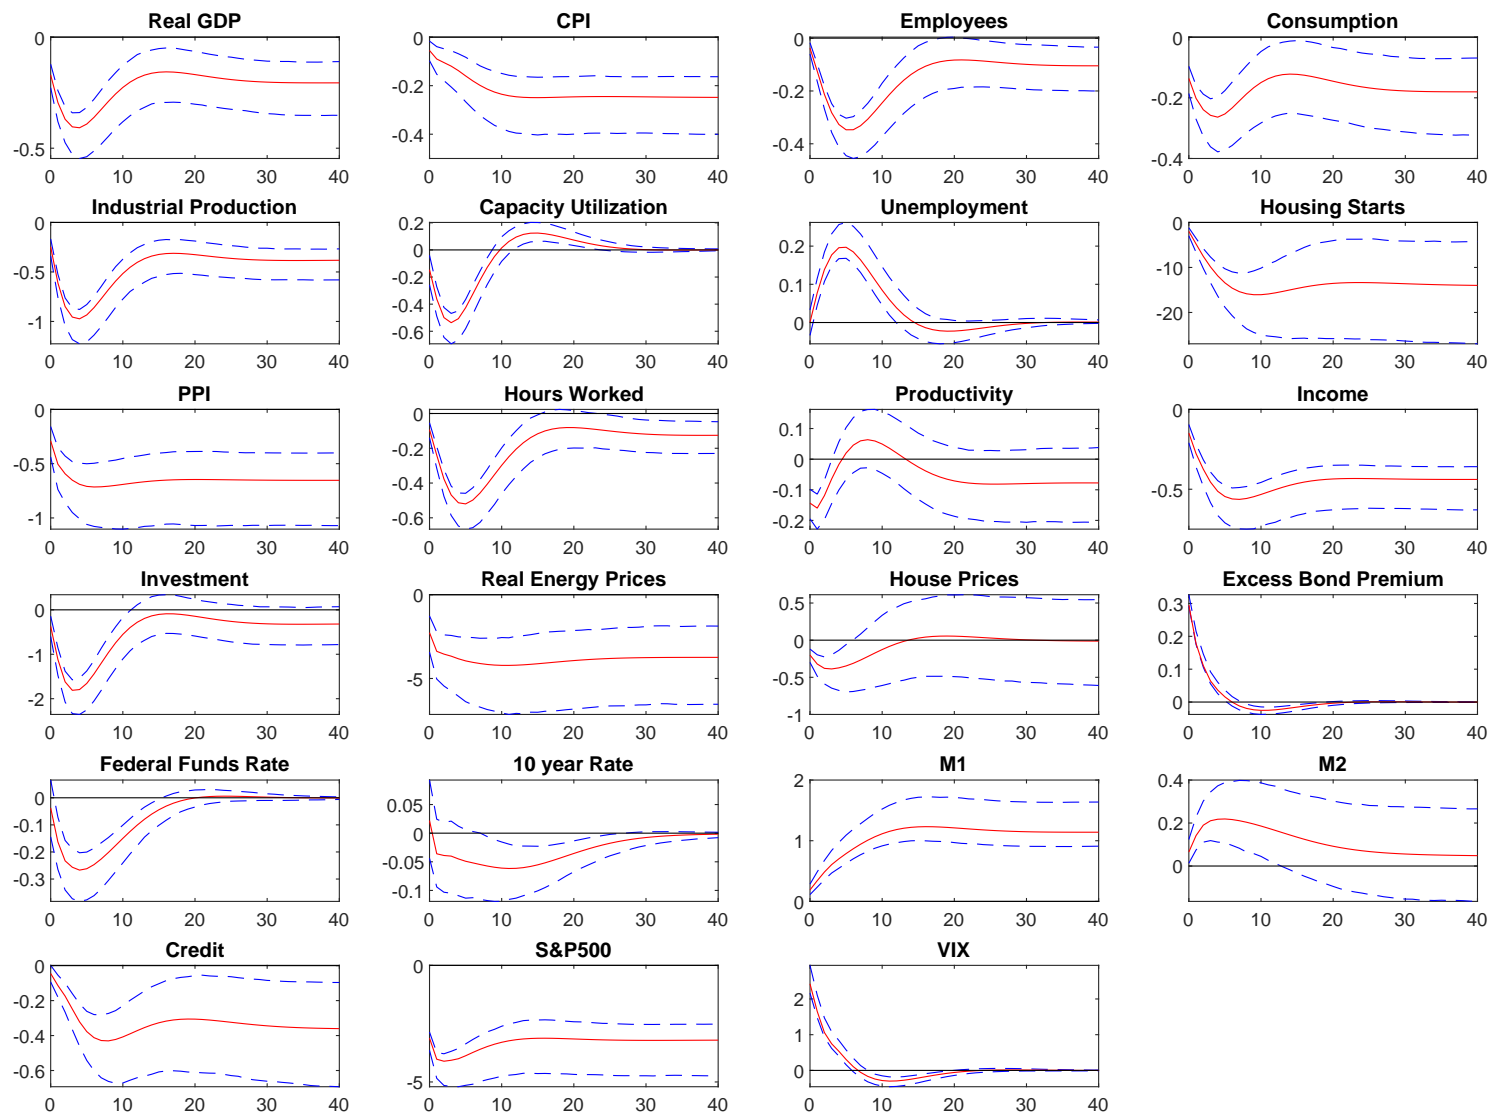 Real GDP
0
-0.5
0 10 20 30 40
CPI
0
-0.2
-0.4
0 10 20 30 40
Employees
0
-0.2
-0.4
0 10 20 30 40
Consumption
0
-0.2
-0.4
0 10 20 30 40
Industrial Production
0
-0.5
-1
0 10 20 30 40
Capacity Utilization
0.2
0
-0.2
-0.4
-0.6
0 10 20 30 40
Unemployment
0.2
0.1
0
0 10 20 30 40
Housing Starts
0
-10
-20
0 10 20 30 40
PPI
0
-0.5
-1
0 10 20 30 40
Hours Worked
0
-0.2
-0.4
-0.6
0 10 20 30 40
Productivity
0.1
0
-0.1
-0.2
0 10 20 30 40
Income
0
-0.5
0 10 20 30 40
Investment
0
-1
-2
0 10 20 30 40
Real Energy Prices
0
-5
0 10 20 30 40
House Prices
0.5
0
-0.5
-1
0 10 20 30 40
Excess Bond Premium
0.3
0.2
0.1
0
0 10 20 30 40
Federal Funds Rate
0
-0.1
-0.2
-0.3
0 10 20 30 40
10 year Rate
0.05
0
-0.05
-0.1
0 10 20 30 40
M1
2
1
0
0 10 20 30 40
M2
0.4
0.2
0
0 10 20 30 40
Credit
0
-0.2
-0.4
-0.6
0 10 20 30 40
S&P500
0
-5
0 10 20 30 40
VIX
2
1
0
0 10 20 30 40